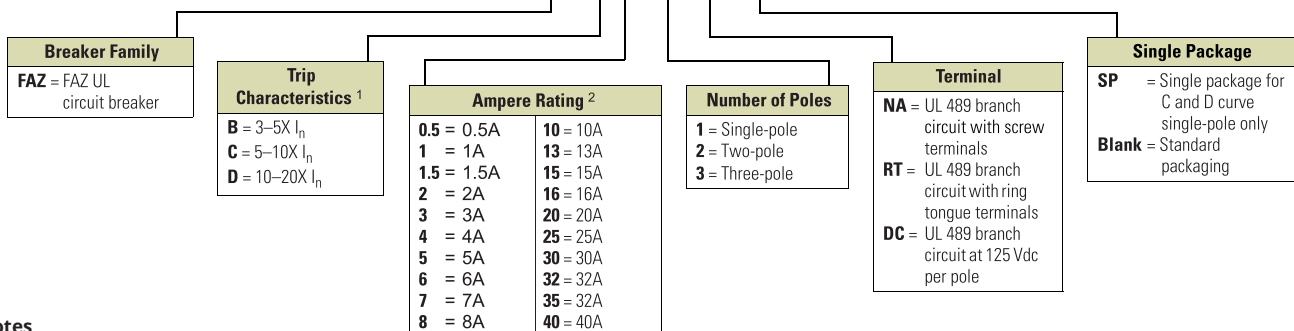 Breaker Family
FAZ = FAZ UL
circuit breaker
Trip
Characteristics 1
B = 3–5X In
C = 5–10X In
D = 10–20X In
Ampere Rating 2
0.5 = 0.5A
1 = 1A
1.5 = 1.5A
2 = 2A
3 = 3A
4 = 4A
5 = 5A
6 = 6A
7 = 7A
8 = 8A
10 = 10A
13 = 13A
15 = 15A
16 = 16A
20 = 20A
25 = 25A
30 = 30A
32 = 32A
35 = 32A
40 = 40A
Number of Poles
1 = Single-pole
2 = Two-pole
3 = Three-pole
Terminal
NA = UL 489 branch
circuit with screw
terminals
RT = UL 489 branch
circuit with ring
tongue terminals
DC = UL 489 branch
circuit at 125 Vdc
per pole
Single Package
SP = Single package for
C and D curve
single-pole only
Blank = Standard
packaging
otes